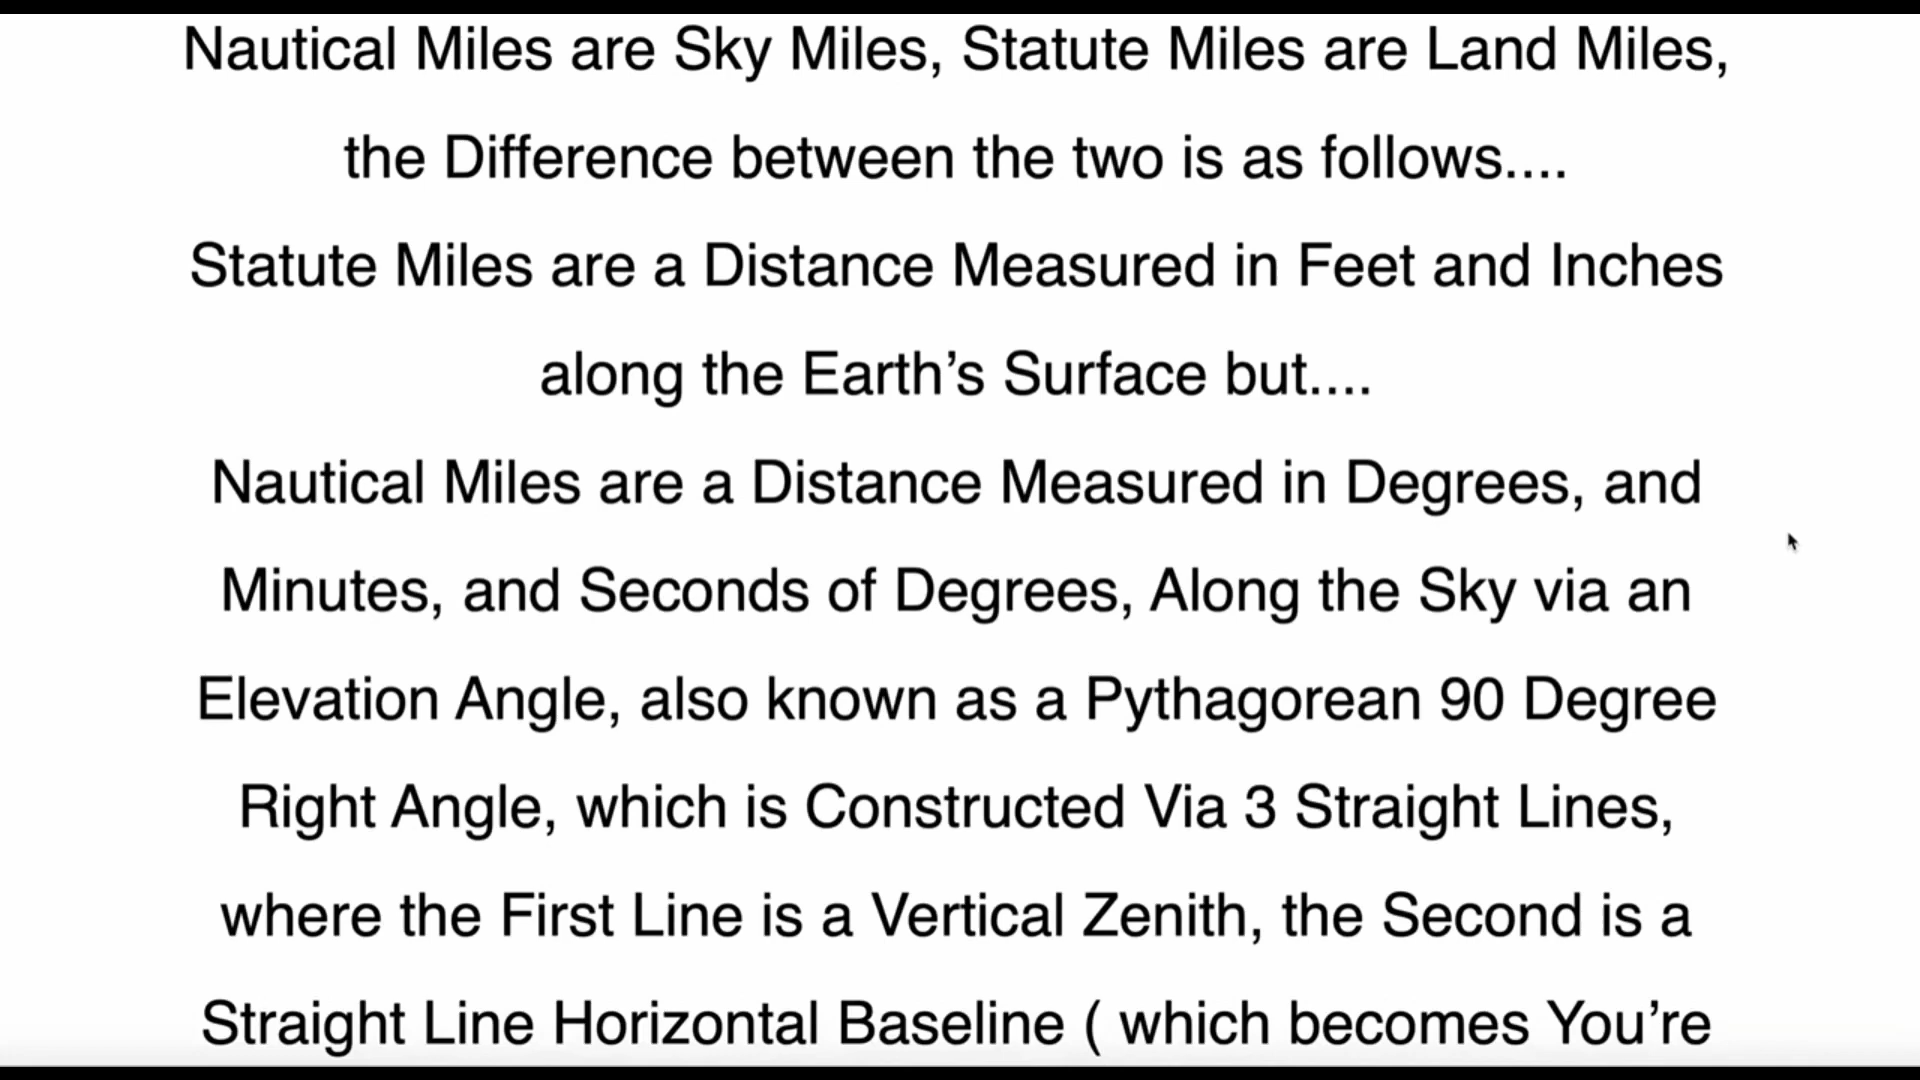 Nautical Miles are Sky Miles, Statute Miles are Land Miles,
the Difference between the two is as follows....
Statute Miles are a Distance Measured in Feet and Inches
along the Earth’s Surface but....
Nautical Miles are a Distance Measured in Degrees, and
Minutes, and Seconds of Degrees, Along the Sky via an
Elevation Angle, also known as a Pythagorean 90 Degree
Right Angle, which is Constructed Via 3 Straight Lines,
where the First Line is a Vertical Zenith, the Second is a
Straight Line Horizontal Baseline ( which becomes You’re